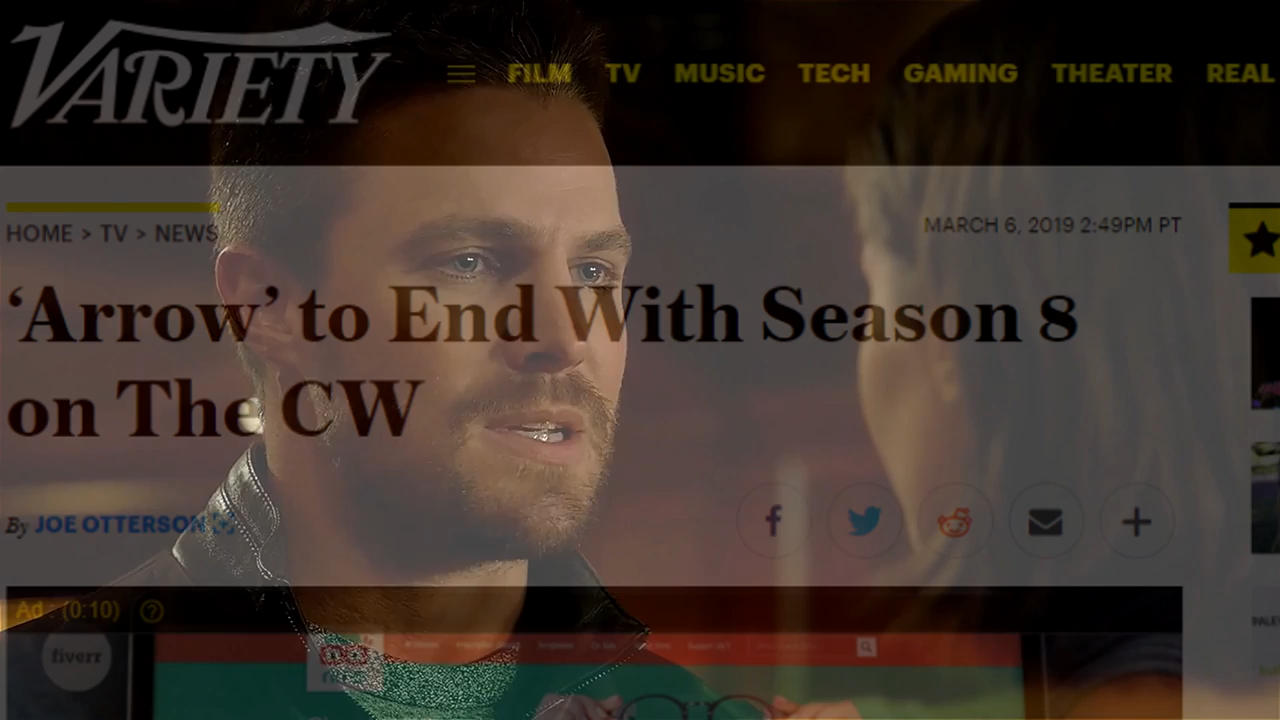 VARIETY
FILM TV MUSIC TECH GAMING THEATER REAL
HOME > TV > NEWS
MARCH 6, 2019 2:49PM PT
‘Arrow’ to End With Season 8
on The CW
By JOE OTTERSON
Ad : (0:10)
fiverr